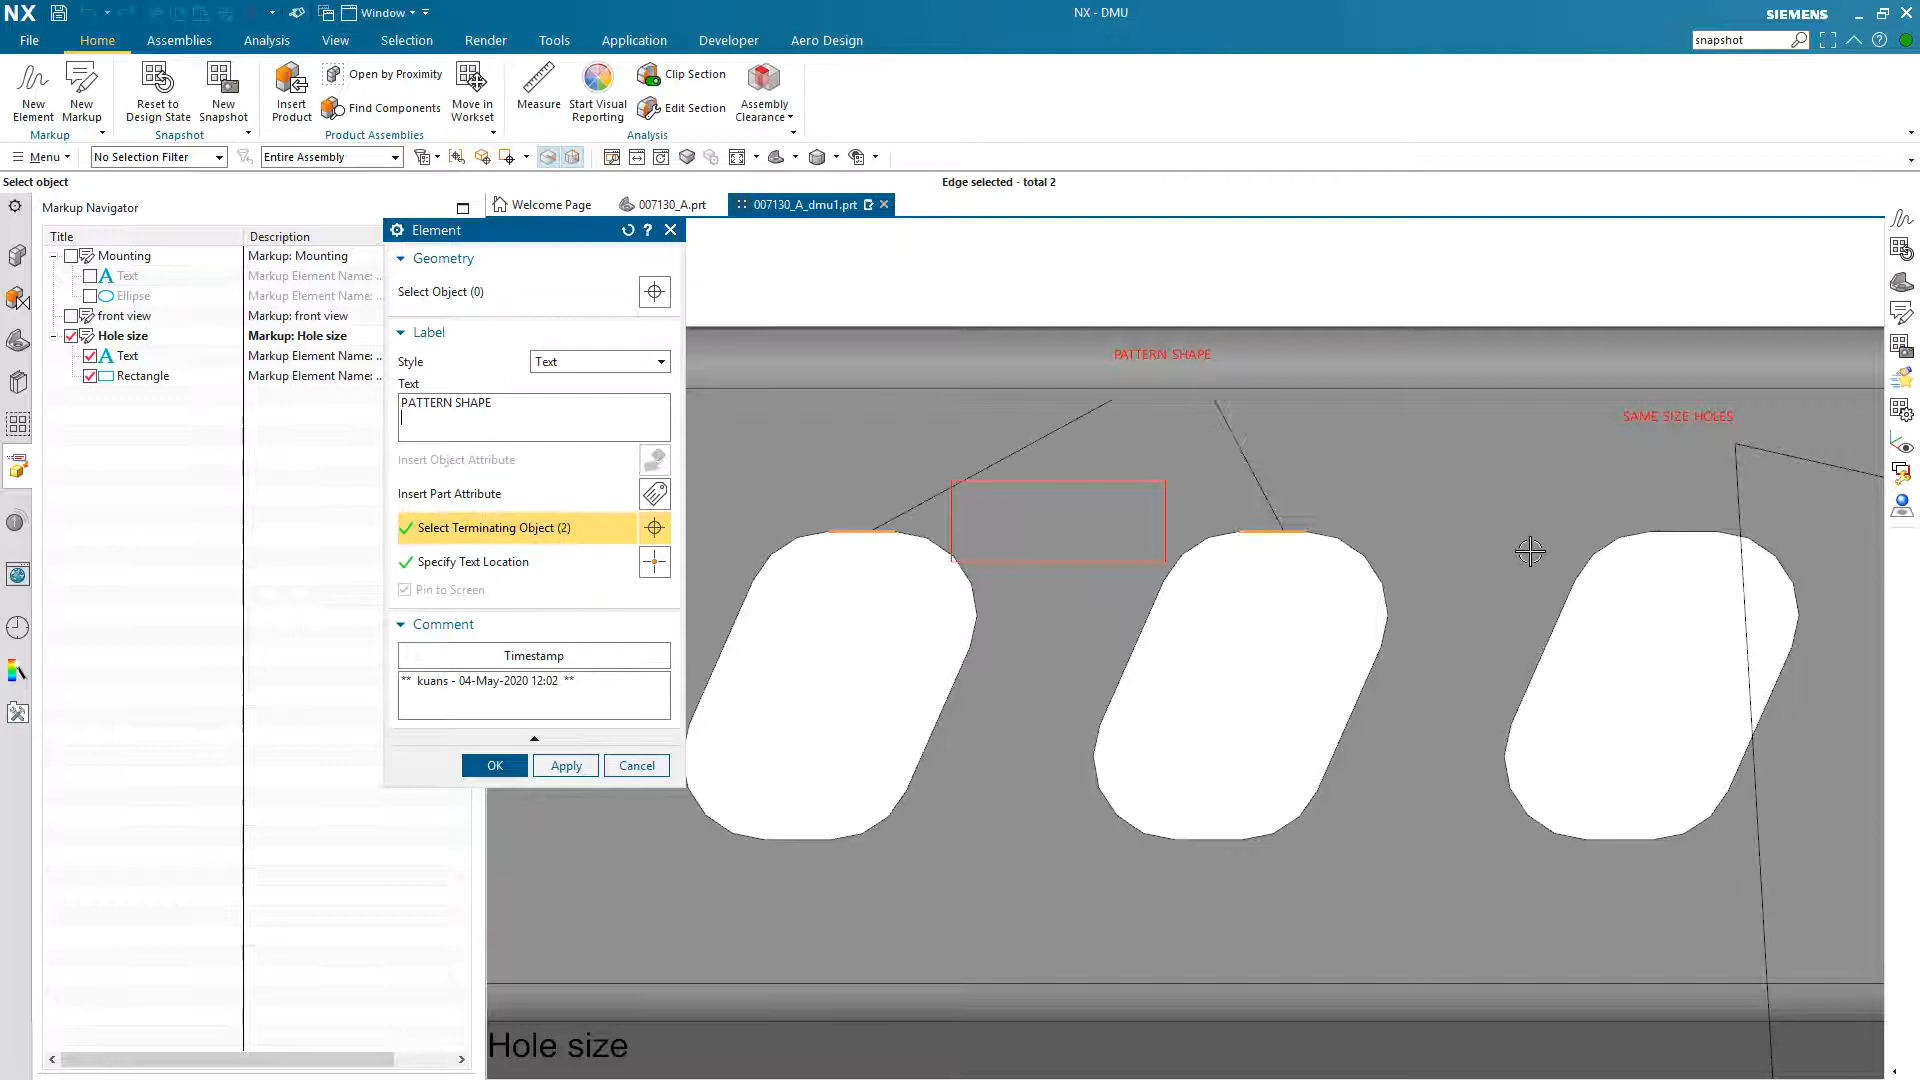 NX
Window
NX - DMU
SIEMENS
File
Home
Assemblies
Analysis
View
Selection
Render
Tools
Application
Developer
Aero Design
snapshot
New Element
New Markup
Reset to Design State
New Snapshot
Insert Product
Open by Proximity
Find Components
Move in Workset
Measure
Start Visual Reporting
Clip Section
Edit Section
Assembly Clearance
Markup
Snapshot
Product Assemblies
Analysis
Menu
No Selection Filter
Entire Assembly
Select object
Edge selected - total 2
Markup Navigator
Welcome Page
007130_A.prt
007130_A_dmu1.prt
Title
Description
Mounting
Markup: Mounting
Text
Markup Element Name: ..
Ellipse
Markup Element Name: ..
front view
Markup: front view
Hole size
Markup: Hole size
Text
Markup Element Name: ..
Rectangle
Markup Element Name: ..
Element
Geometry
Select Object (0)
Label
Style
Text
Text
PATTERN SHAPE
Insert Object Attribute
Insert Part Attribute
Select Terminating Object (2)
Specify Text Location
Pin to Screen
Comment
Timestamp
** kuans - 04-May-2020 12:02 **
OK
Apply
Cancel
PATTERN SHAPE
SAME SIZE HOLES
Hole size